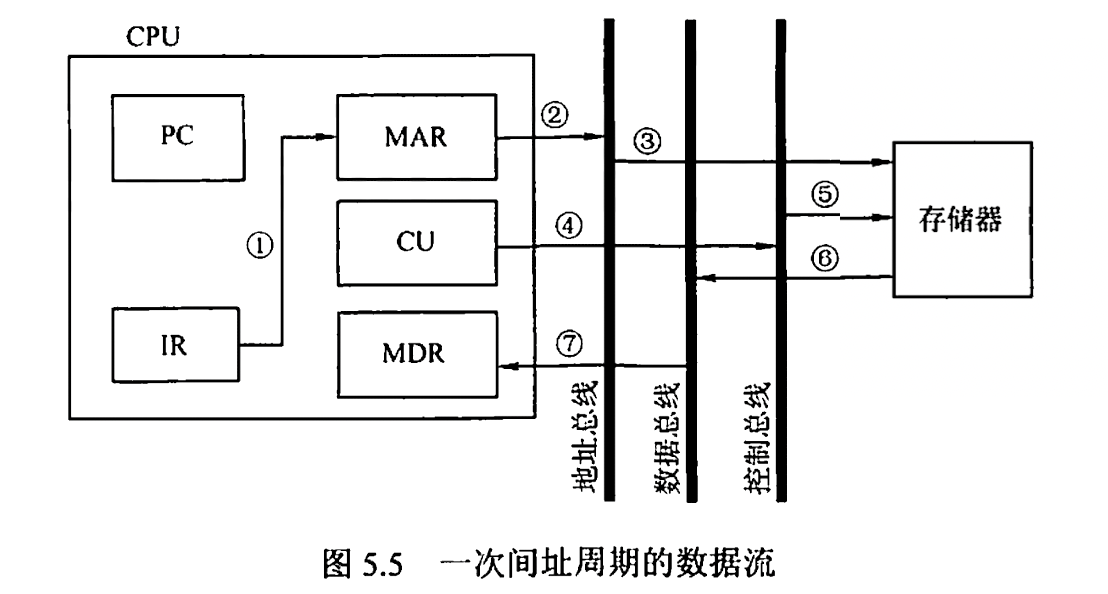 CPU
PC
MAR
②
③
存储器
⑤
①
CU
④
⑥
IR
MDR
⑦
地址总线
数据总线
控制总线
图 5.5 一次间址周期的数据流